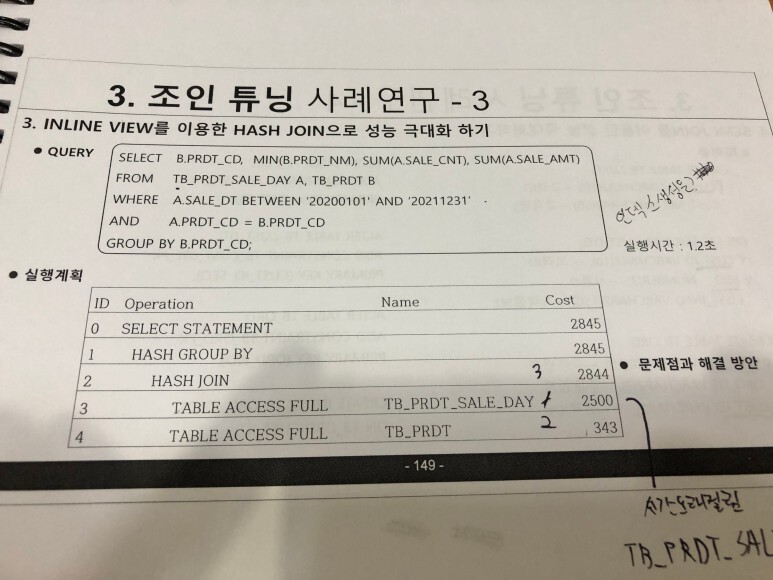 3. 조인 튜닝 사례연구 - 3
3. INLINE VIEW를 이용한 HASH JOIN으로 성능 극대화 하기
● QUERY
SELECT B.PRDT_CD, MIN(B.PRDT_NM), SUM(A.SALE_CNT), SUM(A.SALE_AMT)
FROM TB_PRDT_SALE_DAY A, TB_PRDT B
WHERE A.SALE_DT BETWEEN '20200101' AND '20211231'
AND A.PRDT_CD = B.PRDT_CD
GROUP BY B.PRDT_CD;
실행시간 : 1.2초
● 실행계획
ID Operation Name Cost
0 SELECT STATEMENT 2845
1 HASH GROUP BY 2845
2 HASH JOIN 3 2844
3 TABLE ACCESS FULL TB_PRDT_SALE_DAY 1 2500
4 TABLE ACCESS FULL TB_PRDT 2 343
● 문제점과 해결 방안
- 149 -
시간오래걸린
TB_PRDT_SAL